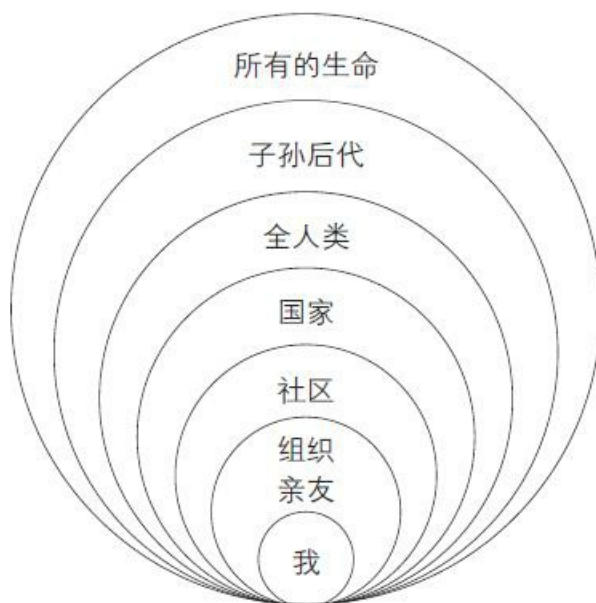 所有的生命
子孙后代
全人类
国家
社区
组织
亲友
我